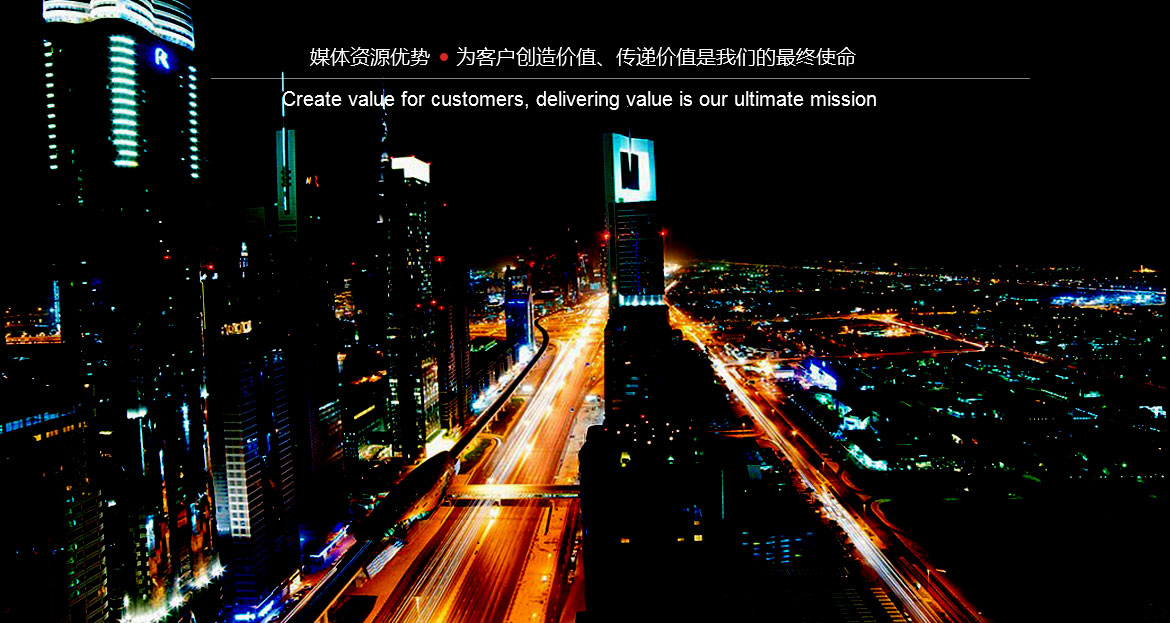 媒体资源优势 ● 为客户创造价值、传递价值是我们的最终使命
Create value for customers, delivering value is our ultimate mission